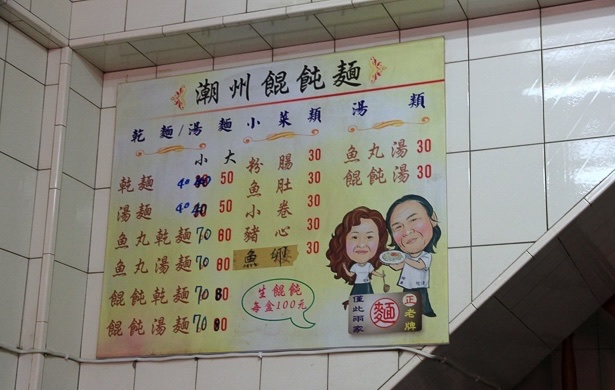 潮州餛飩麵
乾麵/湯麵
小 大
乾麵 40 50
湯麵 40 50
魚丸乾麵 70 80
魚丸湯麵 70 80
餛飩乾麵 70 80
餛飩湯麵 70 80
小菜類
粉腸 30
魚肚 30
小卷 30
豬心 30
魚 30
湯類
魚丸湯 30
餛飩湯 30
生餛飩
每盒100元
僅此兩家
麵
正老牌